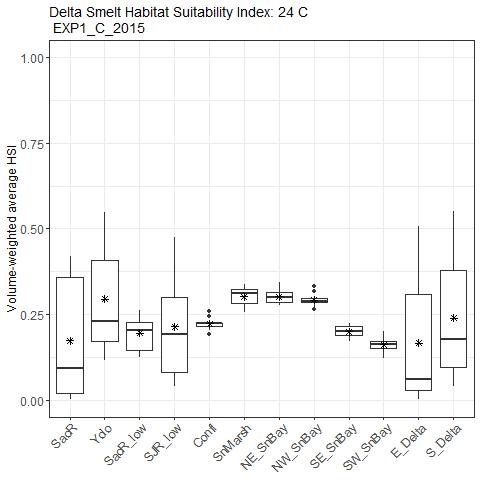 Delta Smelt Habitat Suitability Index: 24 C
EXP1_C_2015
Volume-weighted average HSI
1.00
0.75
0.50
0.25
0.00
SacR
Yolo
SacR_low
SJR_low
Confl
SnMarsh
NE_SnBay
NW_SnBay
SE_SnBay
SW_SnBay
E_Delta
S_Delta